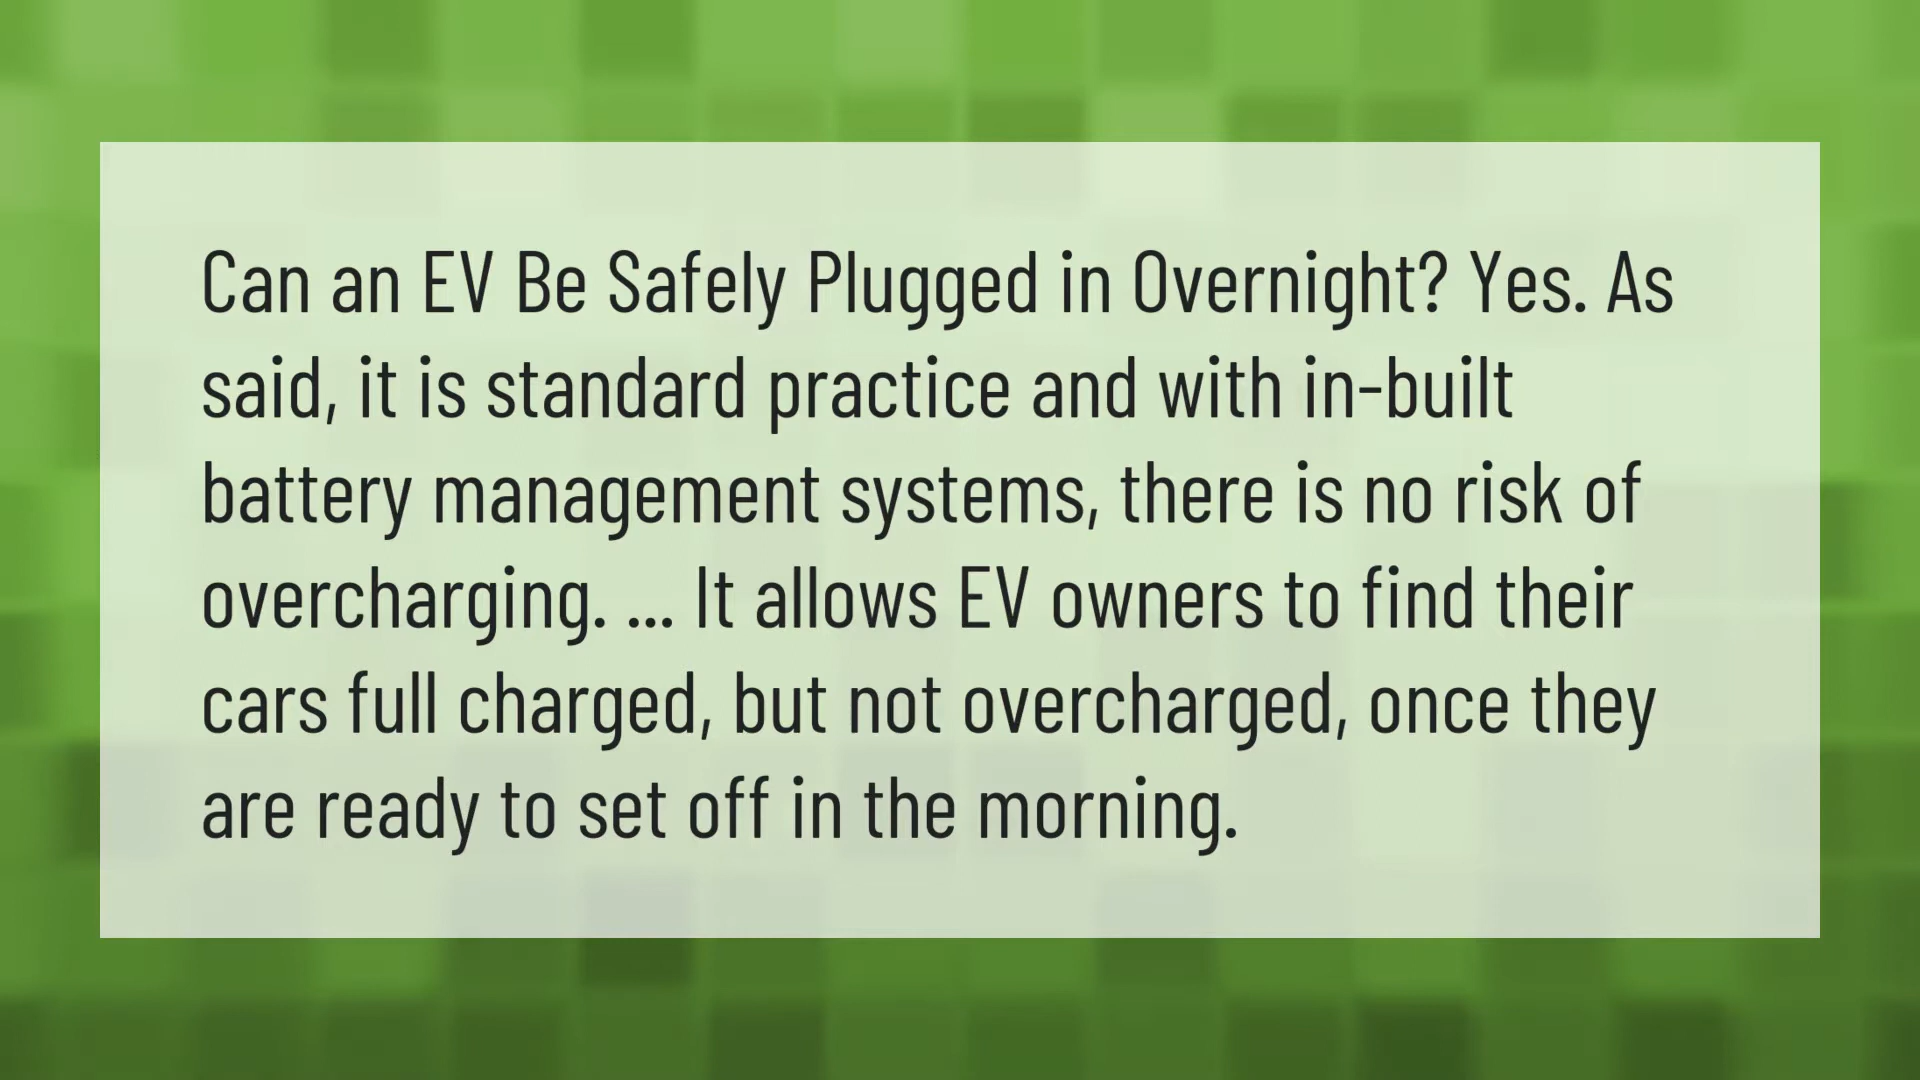 Can an EV Be Safely Plugged in Overnight? Yes. As
said, it is standard practice and with in-built
battery management systems, there is no risk of
overcharging. ... It allows EV owners to find their
cars full charged, but not overcharged, once they
are ready to set off in the morning.